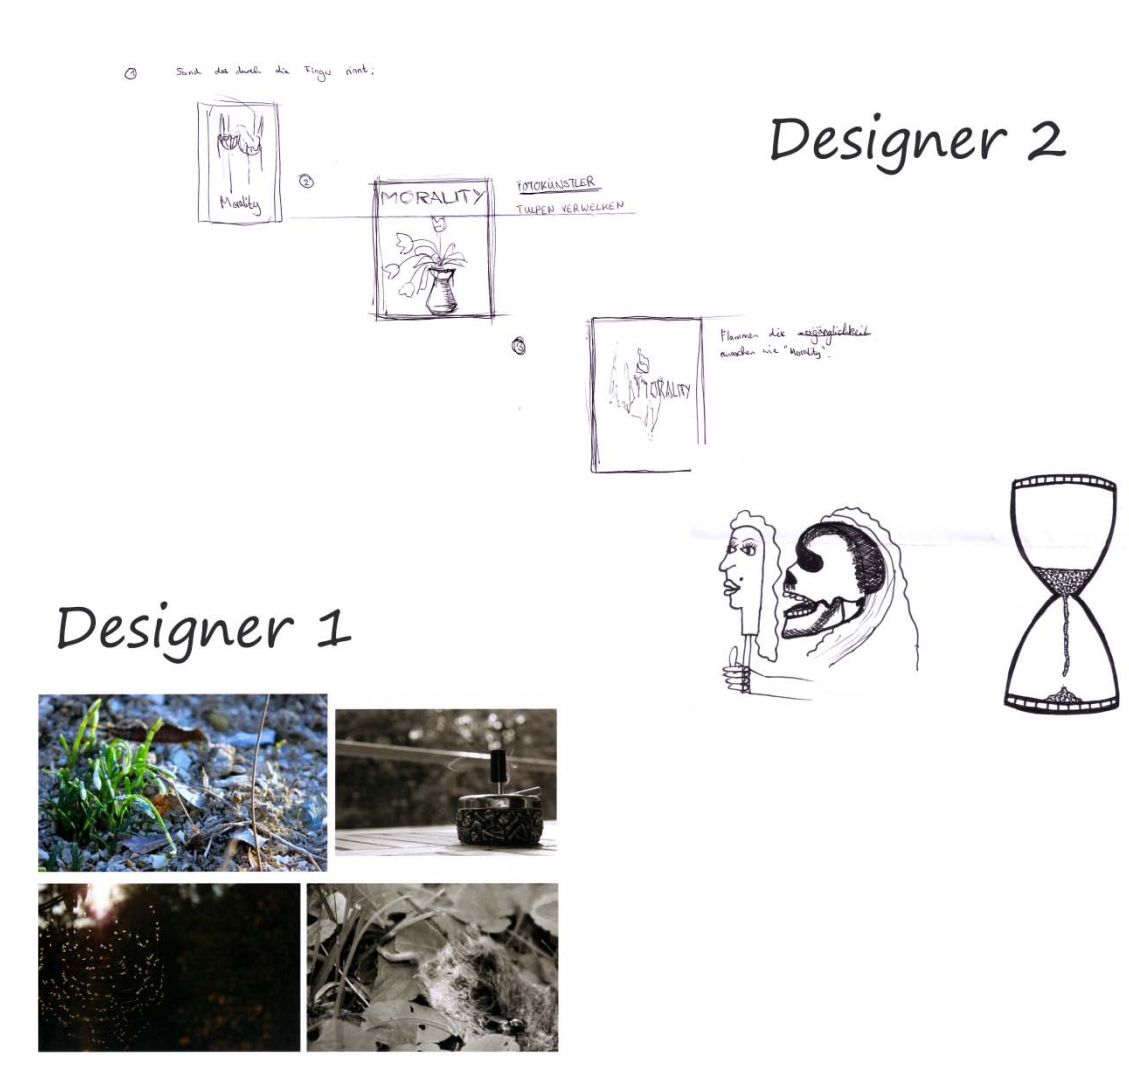 ① Sand das durch die Finger rinnt:
Designer 2
Morality
②
MORALITY
FOTOKÜNSTLER
TULPEN VERWELKEN
③
MORALITY
Flammen die vergänglichkeit
wie "Morality".
Designer 1